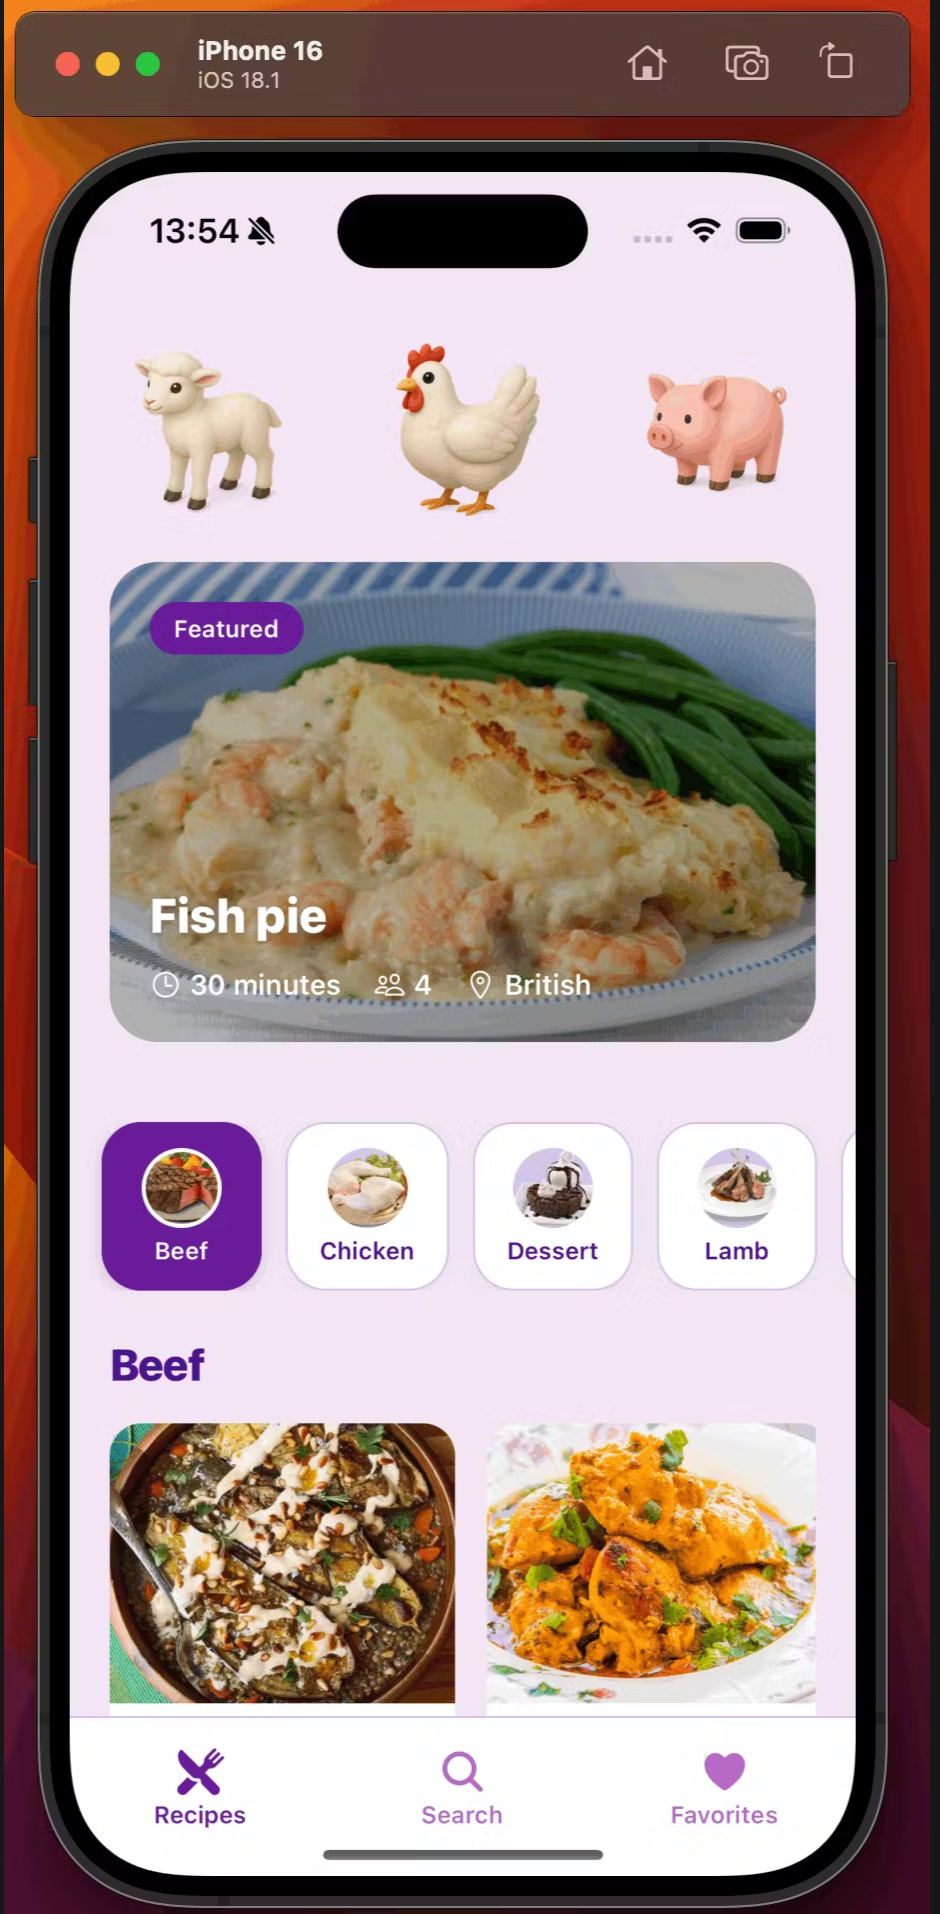 iPhone 16
iOS 18.1
13:54
Featured
Fish pie
30 minutes 4 British
Beef Chicken Dessert Lamb
Beef
Recipes Search Favorites